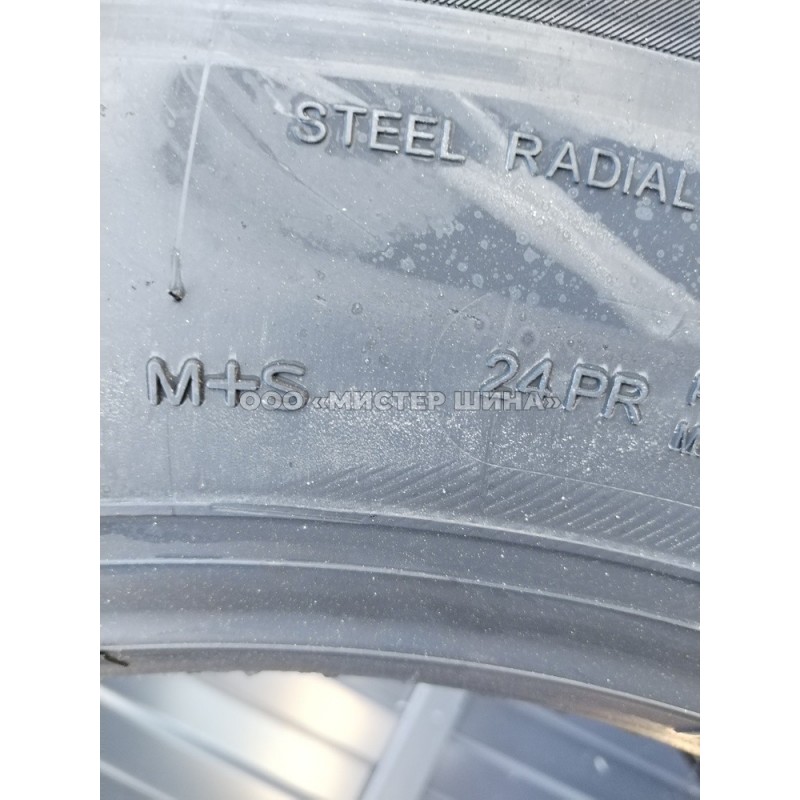 STEEL RADIAL
M+S 24PR
ООО «МИСТЕР ШИНА»